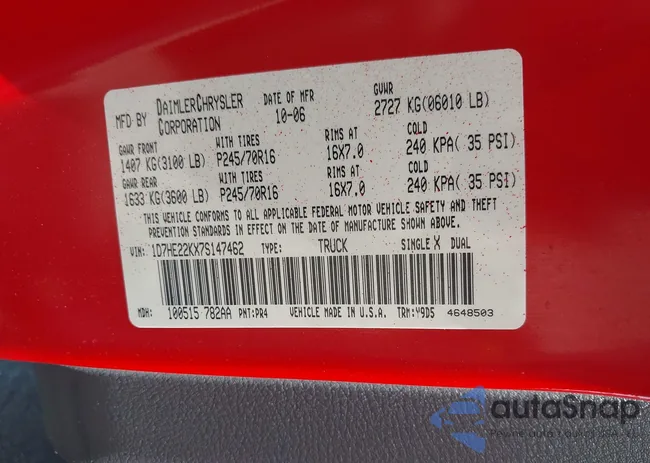 MFD BY DAIMLERCHRYSLER CORPORATION DATE OF MFR 10-06 GVWR 2727 KG(06010 LB)
GAWR FRONT WITH TIRES RIMS AT COLD
1407 KG(3100 LB) P245/70R16 16X7.0 240 KPA( 35 PSI)
GAWR REAR WITH TIRES RIMS AT COLD
1633 KG(3600 LB) P245/70R16 16X7.0 240 KPA( 35 PSI)
THIS VEHICLE CONFORMS TO ALL APPLICABLE FEDERAL MOTOR VEHICLE SAFETY AND THEFT
PREVENTION STANDARDS IN EFFECT ON THE DATE OF MANUFACTURE SHOWN ABOVE.
VIN: 1D7HE22KX7S147462 TYPE: TRUCK SINGLE X DUAL
MDH: 100515 782AA PNT:PR4 VEHICLE MADE IN U.S.A. TRM:Y9D5 4648503
autoSnap